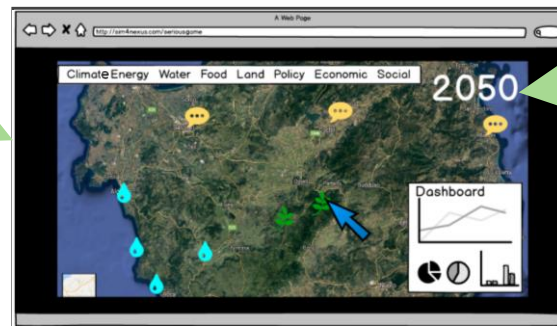 A Web Page
http://sim4nexus.com/seriousgame
Climate Energy Water Food Land Policy Economic Social
2050
Dashboard